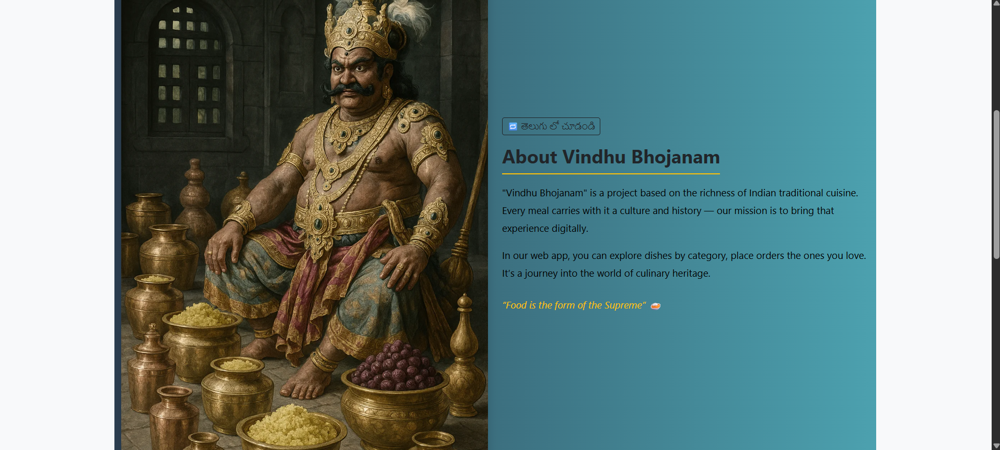 🔁 తెలుగు లో చూడండి
About Vindhu Bhojanam
"Vindhu Bhojanam" is a project based on the richness of Indian traditional cuisine.
Every meal carries with it a culture and history — our mission is to bring that
experience digitally.
In our web app, you can explore dishes by category, place orders the ones you love.
It’s a journey into the world of culinary heritage.
“Food is the form of the Supreme” 🍛